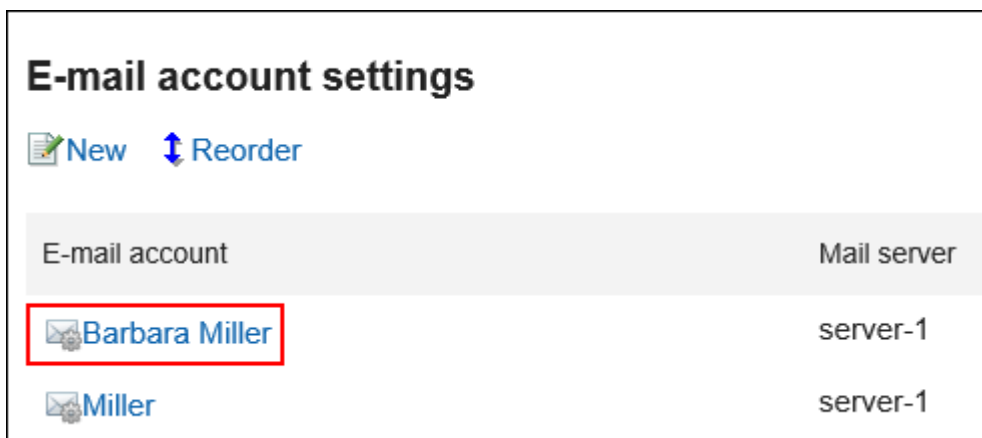 E-mail account settings
New Reorder
E-mail account Mail server
Barbara Miller server-1
Miller server-1